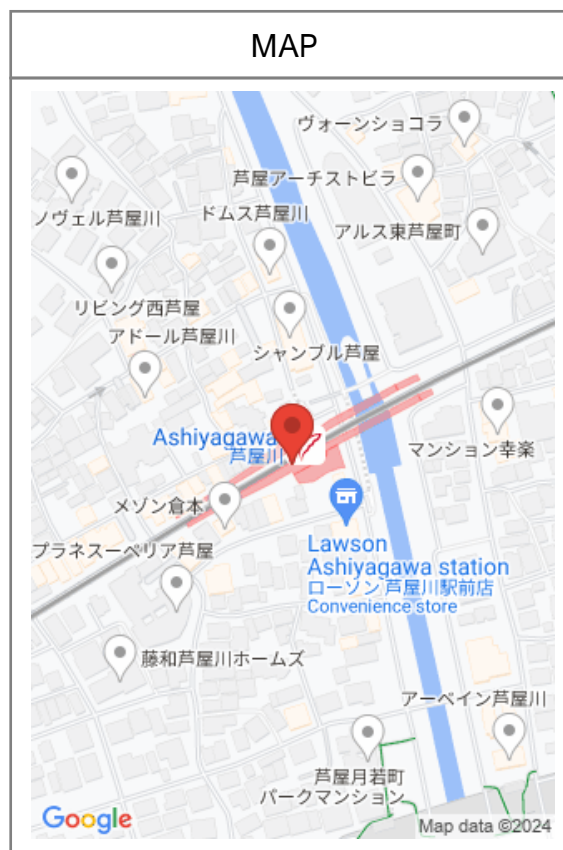 MAP
ヴォーンショコラ
芦屋アーチストビラ
ノヴェル芦屋川
ドムス芦屋川
アルス東芦屋町
リビング西芦屋
アドール芦屋川
シャンブル芦屋
Ashiyagawa
芦屋川
マンション幸楽
メゾン倉本
Lawson
Ashiyagawa station
ローソン 芦屋川駅前店
Convenience store
プラネスーペリア芦屋
藤和芦屋川ホームズ
アーベイン芦屋川
芦屋月若町
パークマンション
Google
Map data ©2024